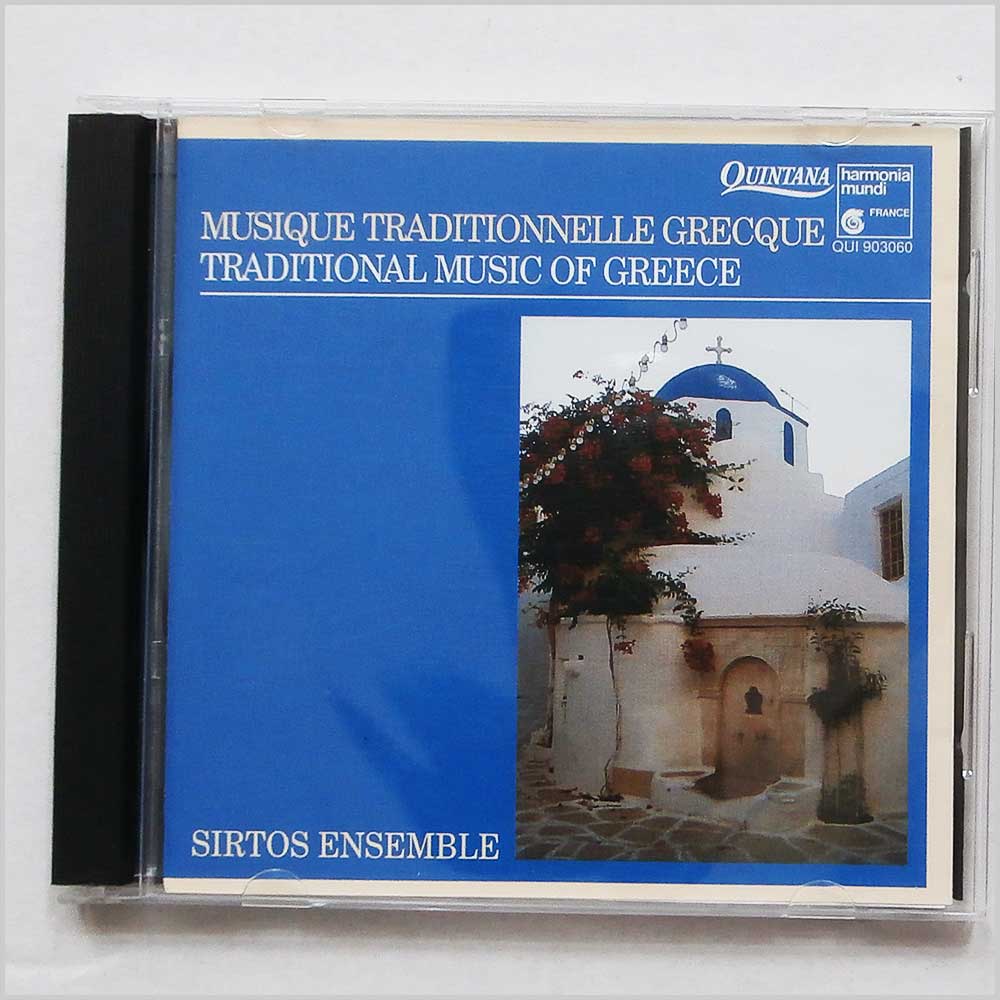 QUINTANA
harmonia
mundi
FRANCE
QUI 903060
MUSIQUE TRADITIONNELLE GRECQUE
TRADITIONAL MUSIC OF GREECE
SIRTOS ENSEMBLE